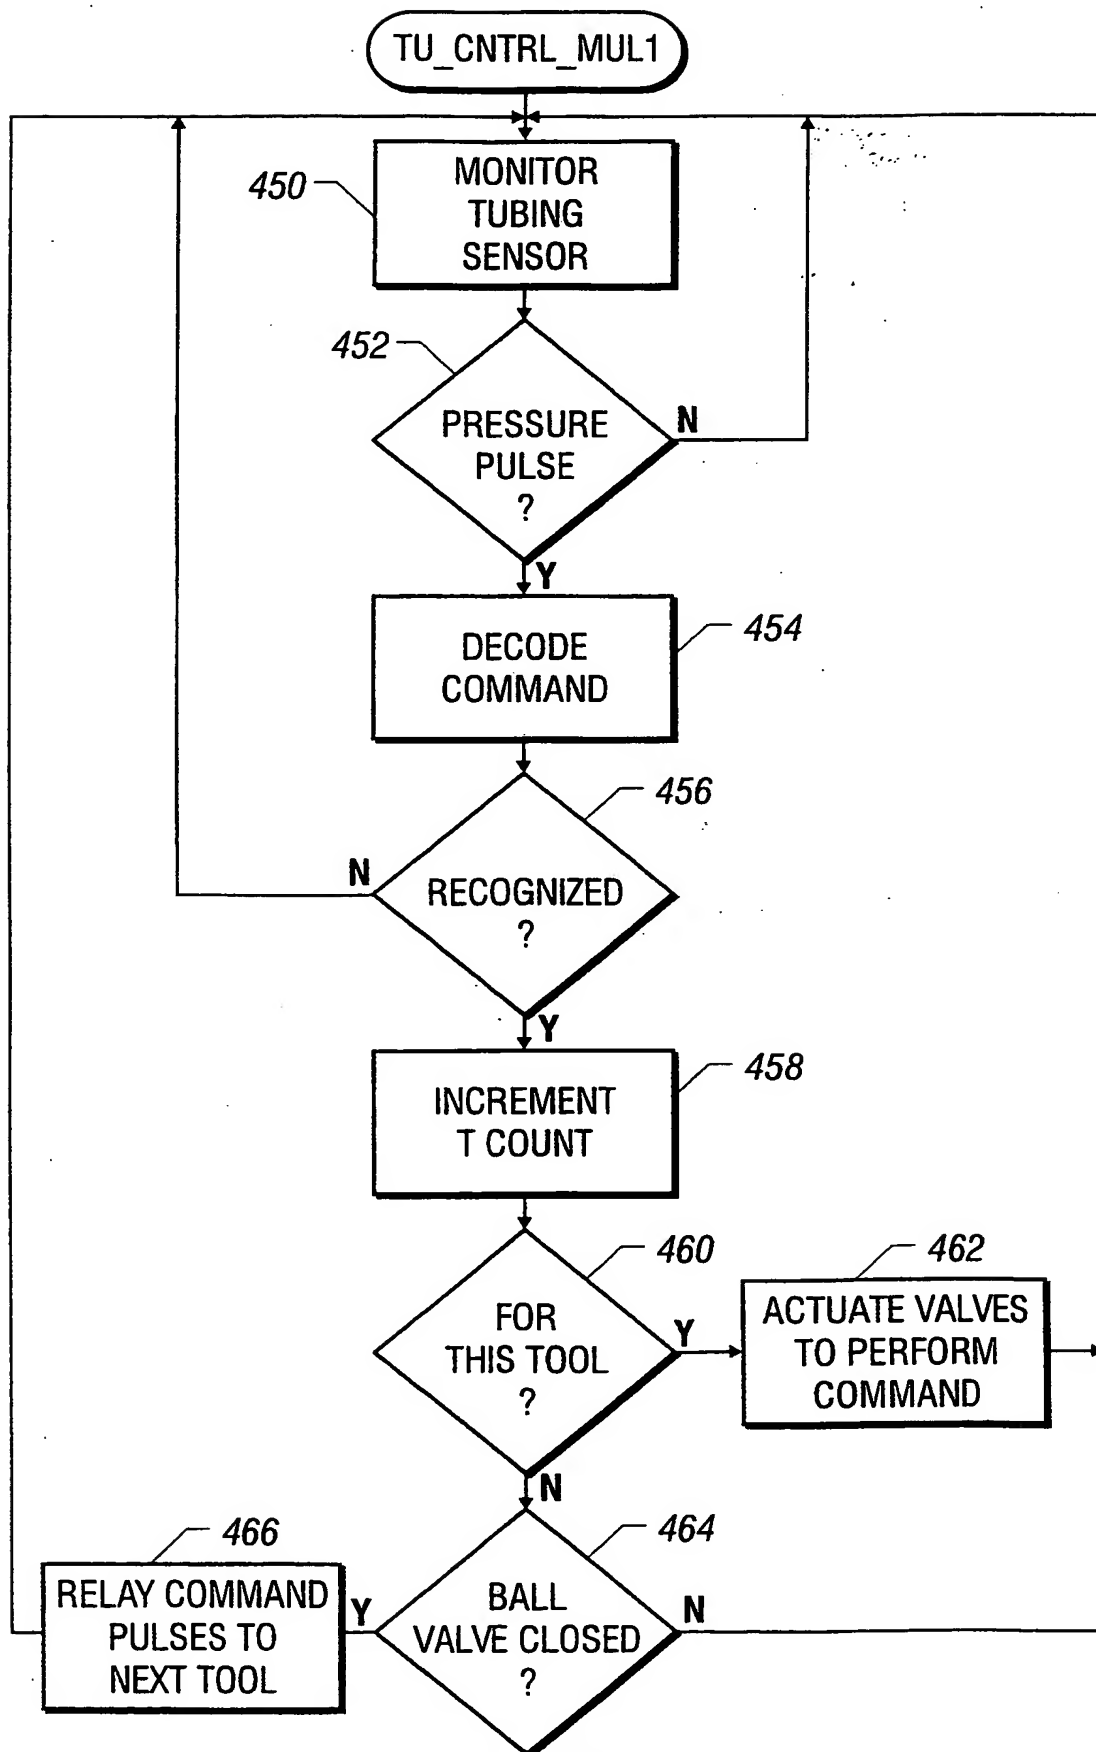 TU_CNTRL_MUL1
450
MONITOR
TUBING
SENSOR
452
PRESSURE
PULSE
?
N
Y
454
DECODE
COMMAND
456
N
RECOGNIZED
?
Y
458
INCREMENT
T COUNT
460
FOR
THIS TOOL
?
Y
462
ACTUATE VALVES
TO PERFORM
COMMAND
N
464
BALL
VALVE CLOSED
?
N
Y
466
RELAY COMMAND
PULSES TO
NEXT TOOL